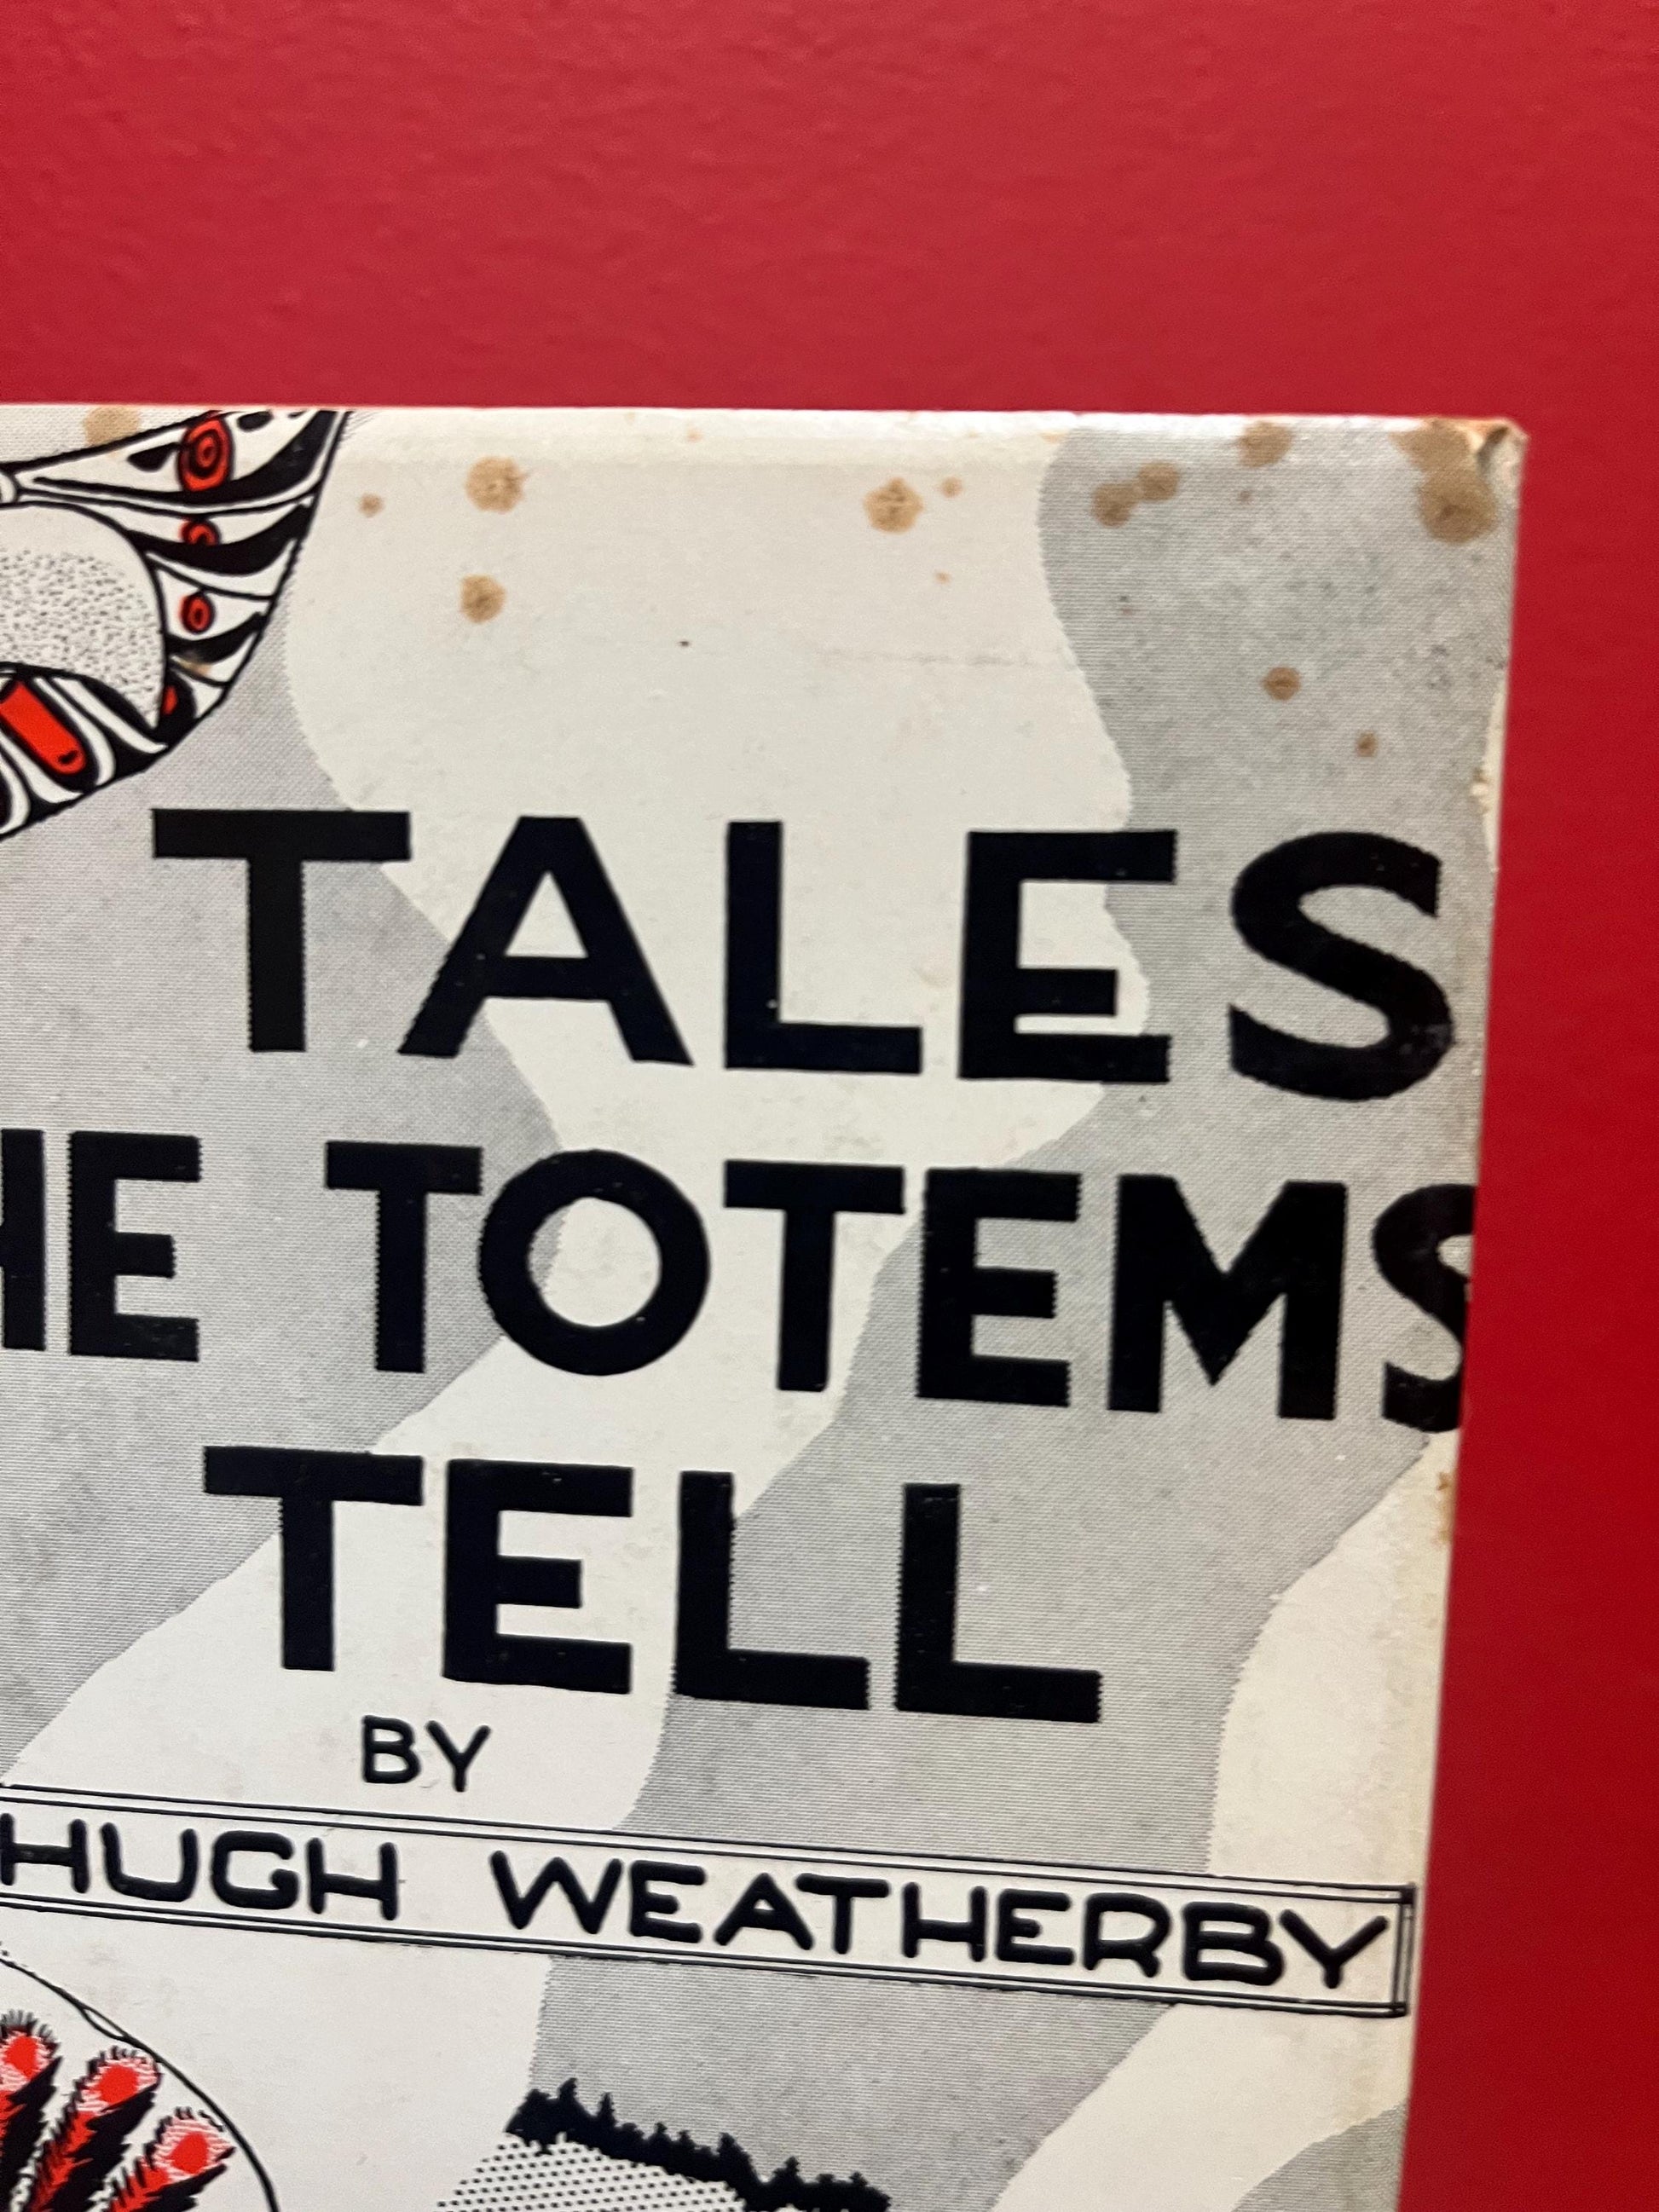 TALES
HE TOTEMS
TELL
BY
HUGH WEATHERBY